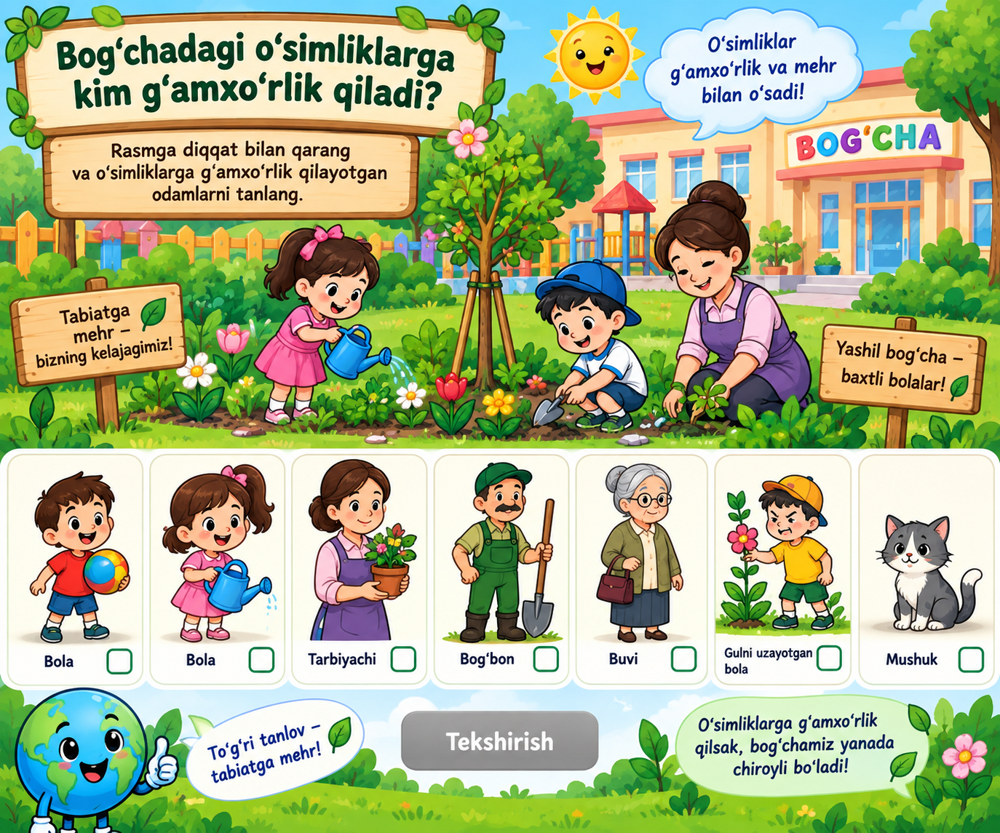 Bog‘chadagi o‘simliklarga
kim g‘amxo‘rlik qiladi?
Rasmga diqqat bilan qarang
va o‘simliklarga g‘amxo‘rlik qilayotgan
odamlarni tanlang.
O‘simliklar
g‘amxo‘rlik va mehr
bilan o‘sadi!
BOG‘CHA
Tabiatga
mehr –
bizning kelajagimiz!
Yashil bog‘cha –
baxtli bolalar!
Bola
Bola
Tarbiyachi
Bog‘bon
Buvi
Gulni uzayotgan
bola
Mushuk
To‘g‘ri tanlov –
tabiatga mehr!
Tekshirish
O‘simliklarga g‘amxo‘rlik
qilsak, bog‘chamiz yanada
chiroyli bo‘ladi!